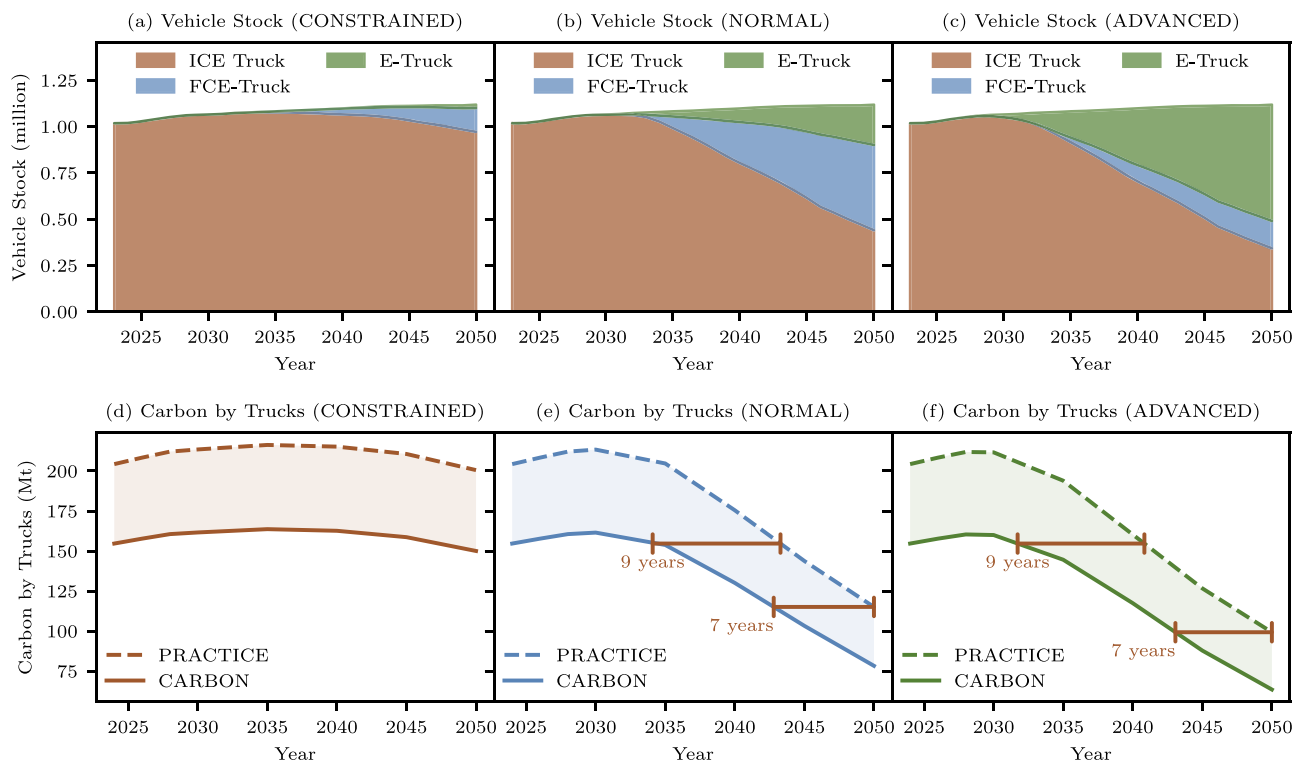 (a) Vehicle Stock (CONSTRAINED)
(b) Vehicle Stock (NORMAL)
(c) Vehicle Stock (ADVANCED)
Vehicle Stock (million)
1.25
1.00
0.75
0.50
0.25
0.00
ICE Truck
E-Truck
FCE-Truck
2025 2030 2035 2040 2045 2050
Year
ICE Truck
E-Truck
FCE-Truck
2025 2030 2035 2040 2045 2050
Year
ICE Truck
E-Truck
FCE-Truck
2025 2030 2035 2040 2045 2050
Year
(d) Carbon by Trucks (CONSTRAINED)
(e) Carbon by Trucks (NORMAL)
(f) Carbon by Trucks (ADVANCED)
Carbon by Trucks (Mt)
200
175
150
125
100
75
PRACTICE
CARBON
2025 2030 2035 2040 2045 2050
Year
9 years
7 years
PRACTICE
CARBON
2025 2030 2035 2040 2045 2050
Year
9 years
7 years
PRACTICE
CARBON
2025 2030 2035 2040 2045 2050
Year